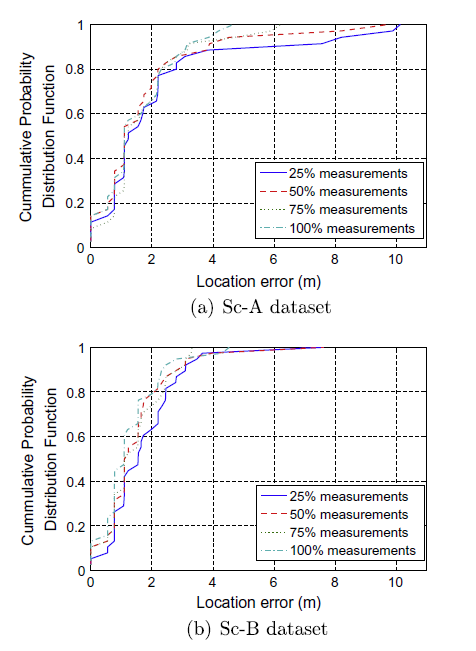 1
0.8
0.6
0.4
0.2
0
Cummulative Probability
Distribution Function
25% measurements
50% measurements
75% measurements
100% measurements
0 2 4 6 8 10
Location error (m)
(a) Sc-A dataset
1
0.8
0.6
0.4
0.2
0
Cummulative Probability
Distribution Function
25% measurements
50% measurements
75% measurements
100% measurements
0 2 4 6 8 10
Location error (m)
(b) Sc-B dataset